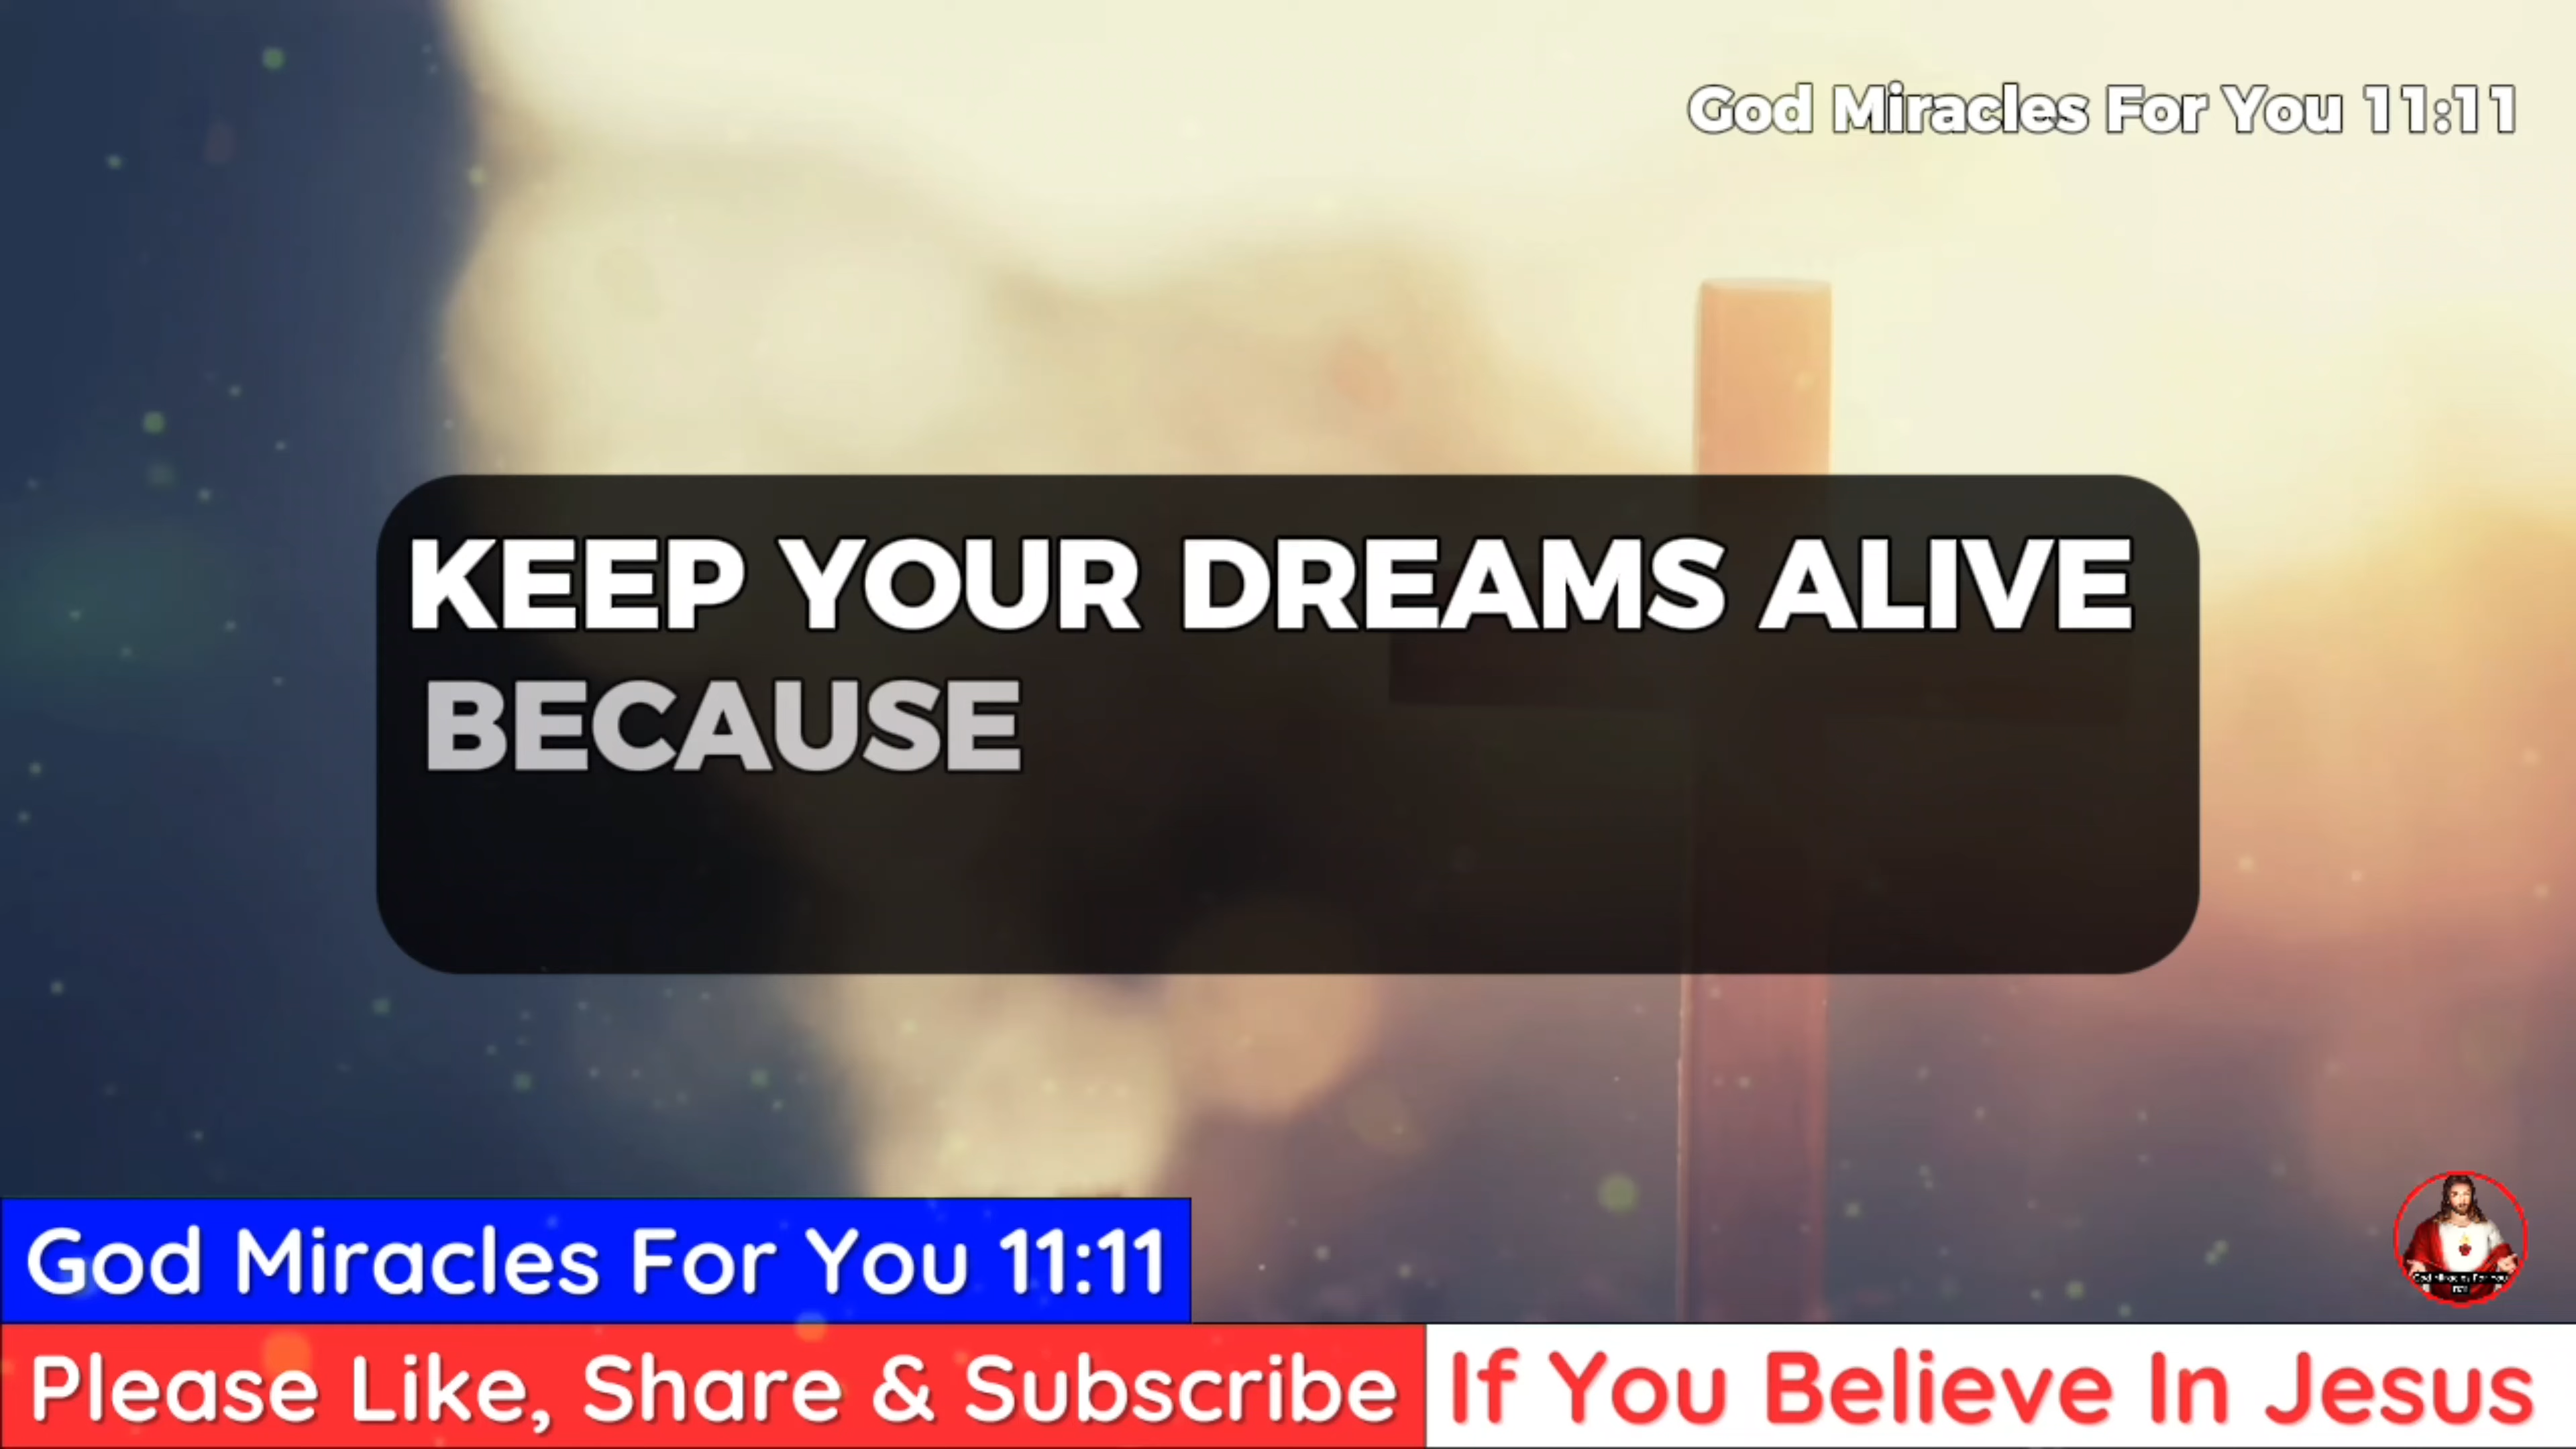 God Miracles For You 11:11
KEEP YOUR DREAMS ALIVE
BECAUSE
God Miracles For You 11:11
Please Like, Share & Subscribe If You Believe In Jesus